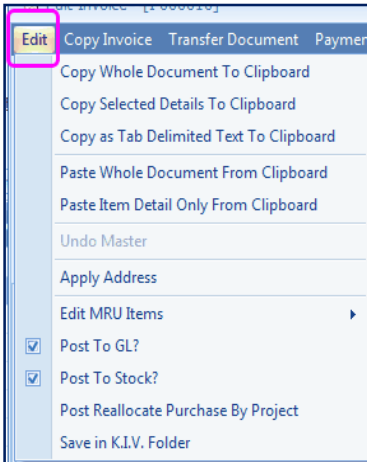 Edit Copy Invoice Transfer Document
Copy Whole Document To Clipboard
Copy Selected Details To Clipboard
Copy as Tab Delimited Text To Clipboard
Paste Whole Document From Clipboard
Paste Item Detail Only From Clipboard
Undo Master
Apply Address
Edit MRU Items
Post To GL?
Post To Stock?
Post Reallocate Purchase By Project
Save in K.I.V. Folder